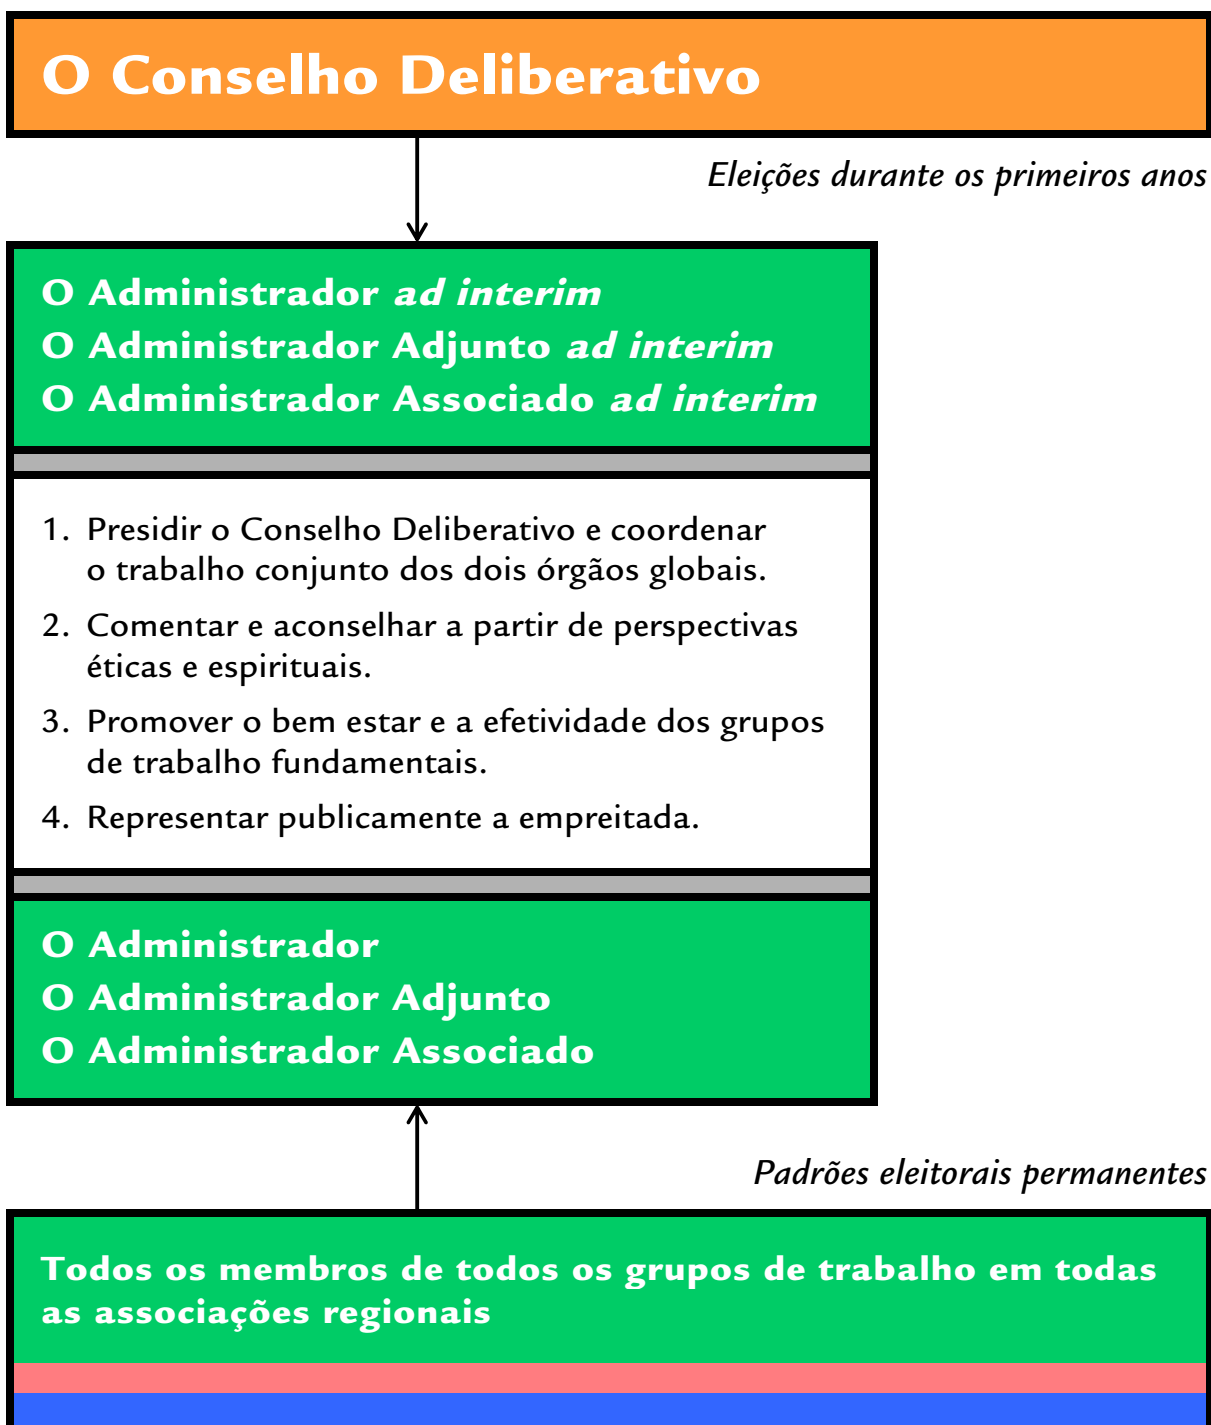 O Conselho Deliberativo
Eleições durante os primeiros anos
O Administrador ad interim
O Administrador Adjunto ad interim
O Administrador Associado ad interim
1. Presidir o Conselho Deliberativo e coordenar
o trabalho conjunto dos dois órgãos globais.
2. Comentar e aconselhar a partir de perspectivas
éticas e espirituais.
3. Promover o bem estar e a efetividade dos grupos
de trabalho fundamentais.
4. Representar publicamente a empreitada.
O Administrador
O Administrador Adjunto
O Administrador Associado
Padrões eleitorais permanentes
Todos os membros de todos os grupos de trabalho em todas
as associações regionais